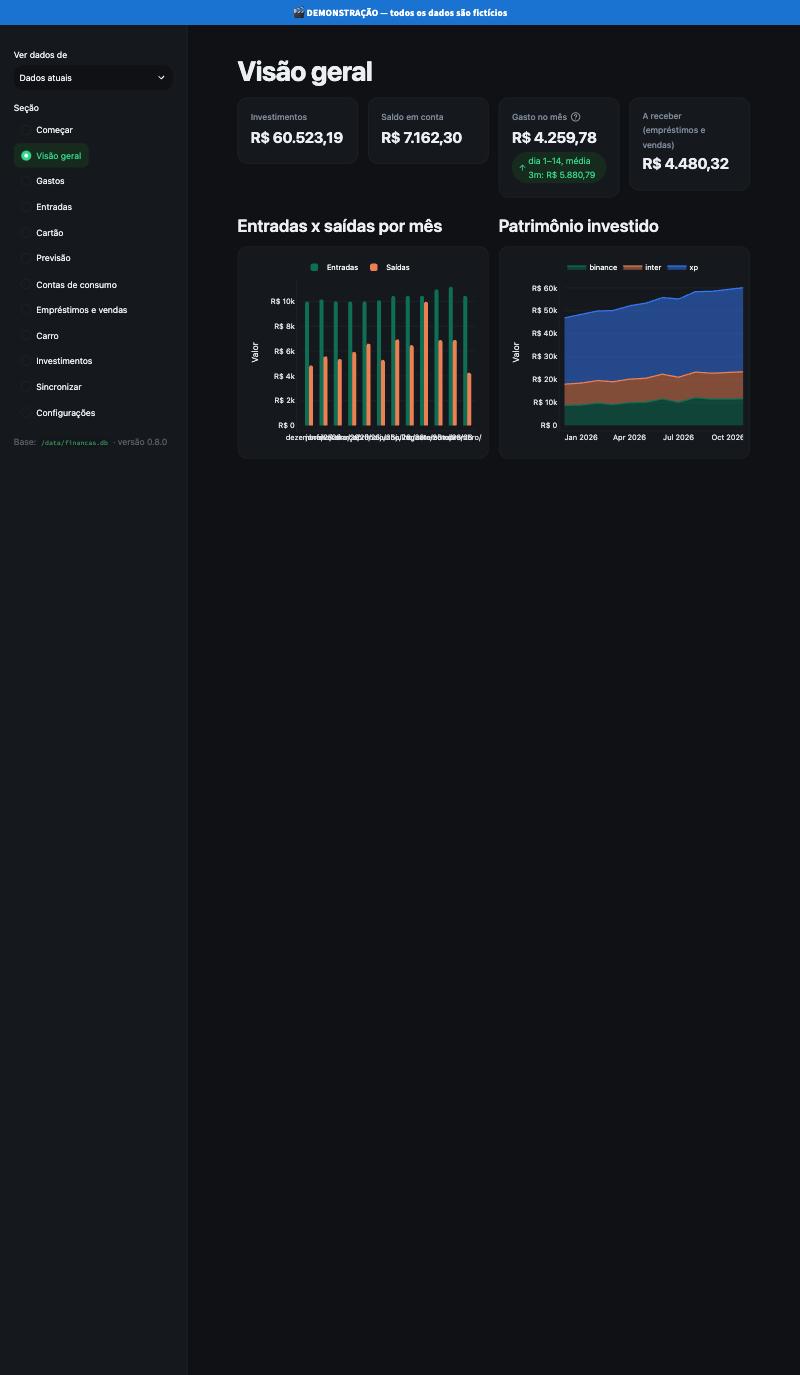 🎬 DEMONSTRAÇÃO — todos os dados são fictícios
Ver dados de
Dados atuais
Seção
Começar
Visão geral
Gastos
Entradas
Cartão
Previsão
Contas de consumo
Empréstimos e vendas
Carro
Investimentos
Sincronizar
Configurações
Base: /data/financas.db · versão 0.8.0
Visão geral
Investimentos
R$ 60.523,19
Saldo em conta
R$ 7.162,30
Gasto no mês
R$ 4.259,78
↑ dia 1–14, média
3m: R$ 5.880,79
A receber
(empréstimos e
vendas)
R$ 4.480,32
Entradas x saídas por mês
Entradas Saídas
Valor
R$ 10k
R$ 8k
R$ 6k
R$ 4k
R$ 2k
R$ 0
Patrimônio investido
binance inter xp
Valor
R$ 60k
R$ 50k
R$ 40k
R$ 30k
R$ 20k
R$ 10k
R$ 0
Jan 2026 Apr 2026 Jul 2026 Oct 2026